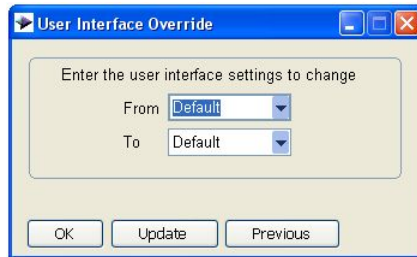 User Interface Override
Enter the user interface settings to change
From Default
To Default
OK Update Previous